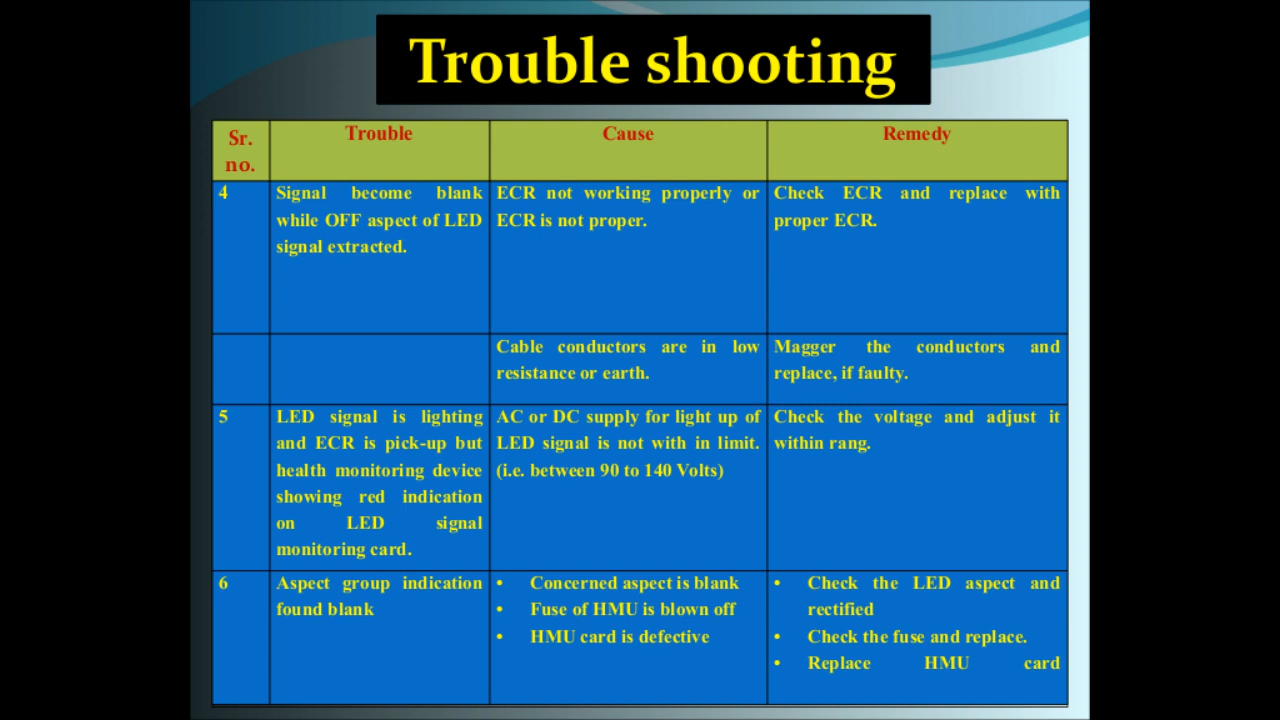 Trouble shooting
Sr.
no.
Trouble
Cause
Remedy
4
Signal become blank
while OFF aspect of LED
signal extracted.
ECR not working properly or
ECR is not proper.
Check ECR and replace with
proper ECR.
Cable conductors are in low
resistance or earth.
Magger the conductors and
replace, if faulty.
5
LED signal is lighting
and ECR is pick-up but
health monitoring device
showing red indication
on LED signal
monitoring card.
AC or DC supply for light up of
LED signal is not with in limit.
(i.e. between 90 to 140 Volts)
Check the voltage and adjust it
within rang.
6
Aspect group indication
found blank
• Concerned aspect is blank
• Fuse of HMU is blown off
• HMU card is defective
• Check the LED aspect and
rectified
• Check the fuse and replace.
• Replace HMU card